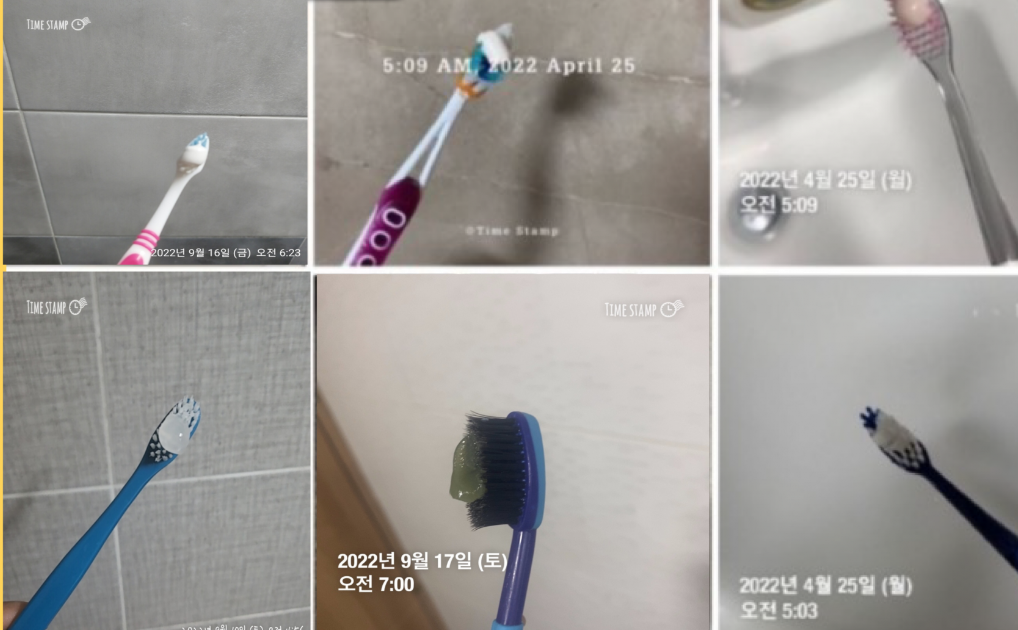 TIME STAMP
2022년 9월 16일 (금) 오전 6:23
5:09 AM, 2022 April 25
©Time Stamp
2022년 4월 25일 (월)
오전 5:09
TIME STAMP
TIME STAMP
2022년 9월 17일 (토)
오전 7:00
2022년 4월 25일 (월)
오전 5:03